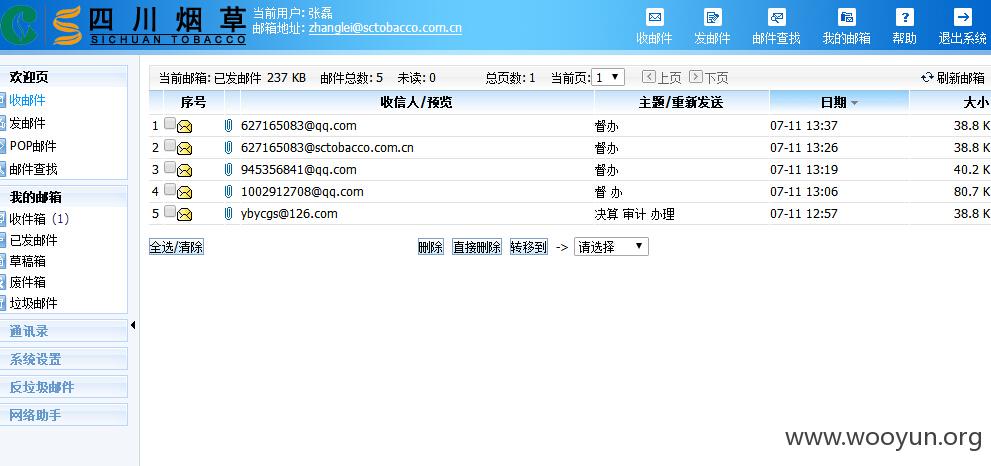 四川烟草
SICHUAN TOBACCO
当前用户: 张磊
邮箱地址: zhanglei@sctobacco.com.cn
收邮件 发邮件 邮件查找 我的邮箱 帮助 退出系统
欢迎页
收邮件
发邮件
POP邮件
邮件查找
我的邮箱
收件箱 (1)
已发邮件
草稿箱
废件箱
垃圾邮件
通讯录
系统设置
反垃圾邮件
网络助手
当前邮箱: 已发邮件 237 KB 邮件总数: 5 未读: 0 总页数: 1 当前页: 1 上页 下页 刷新邮箱
序号 收信人/预览 主题/重新发送 日期 大小
1 627165083@qq.com 督办 07-11 13:37 38.8 K
2 627165083@sctobacco.com.cn 督办 07-11 13:26 38.8 K
3 945356841@qq.com 督办 07-11 13:19 40.2 K
4 1002912708@qq.com 督 办 07-11 13:06 80.7 K
5 ybycgs@126.com 决算 审计 办理 07-11 12:57 38.8 K
全选/清除 删除 直接删除 转移到 -> 请选择
www.wooyun.org